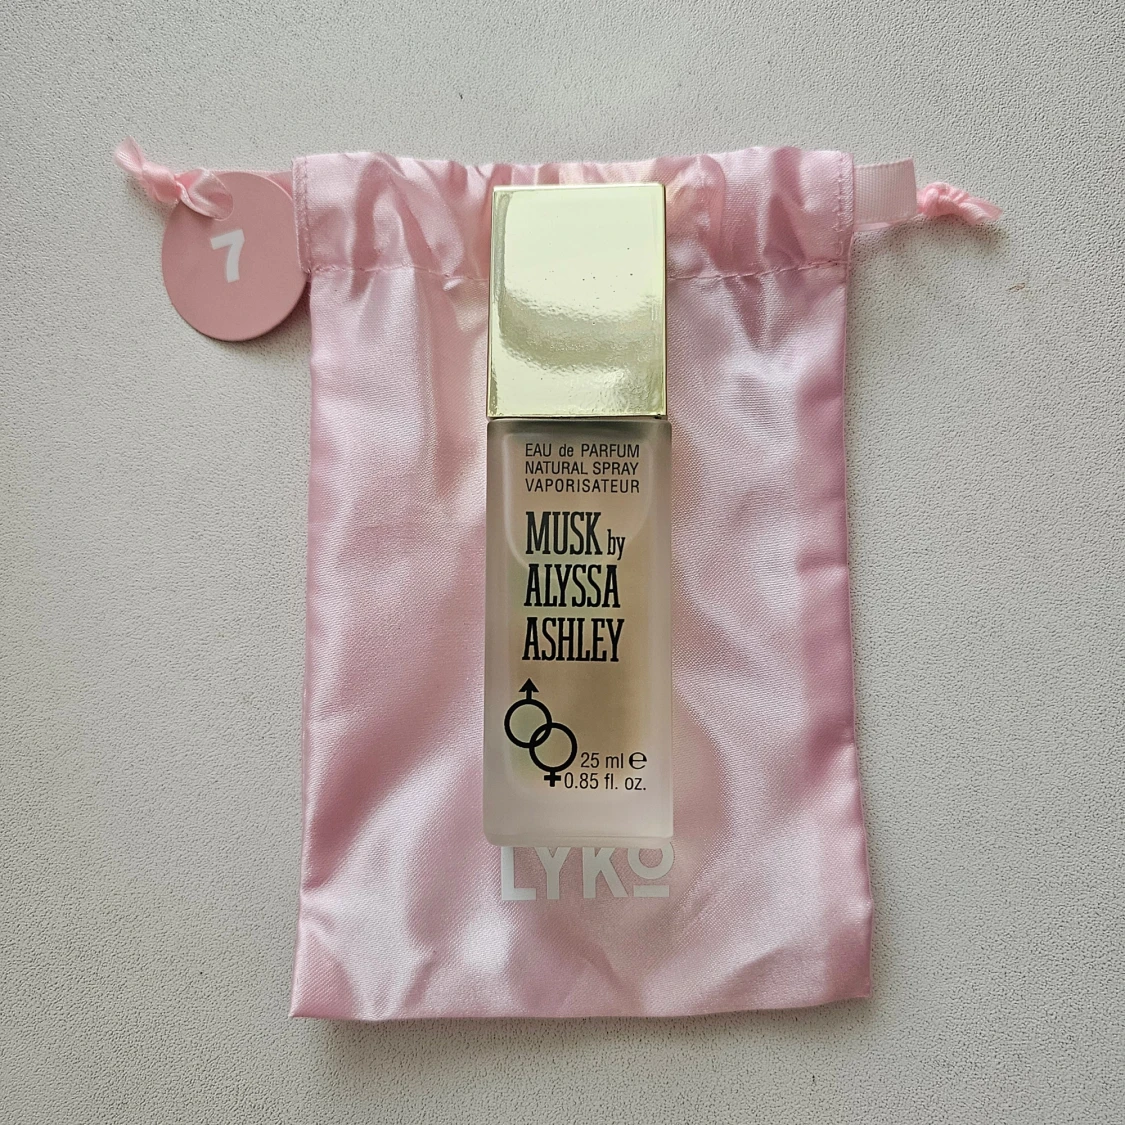 7
EAU de PARFUM
NATURAL SPRAY
VAPORISATEUR
MUSK by
ALYSSA
ASHLEY
25 ml ℮
0.85 fl. oz.
LYKO